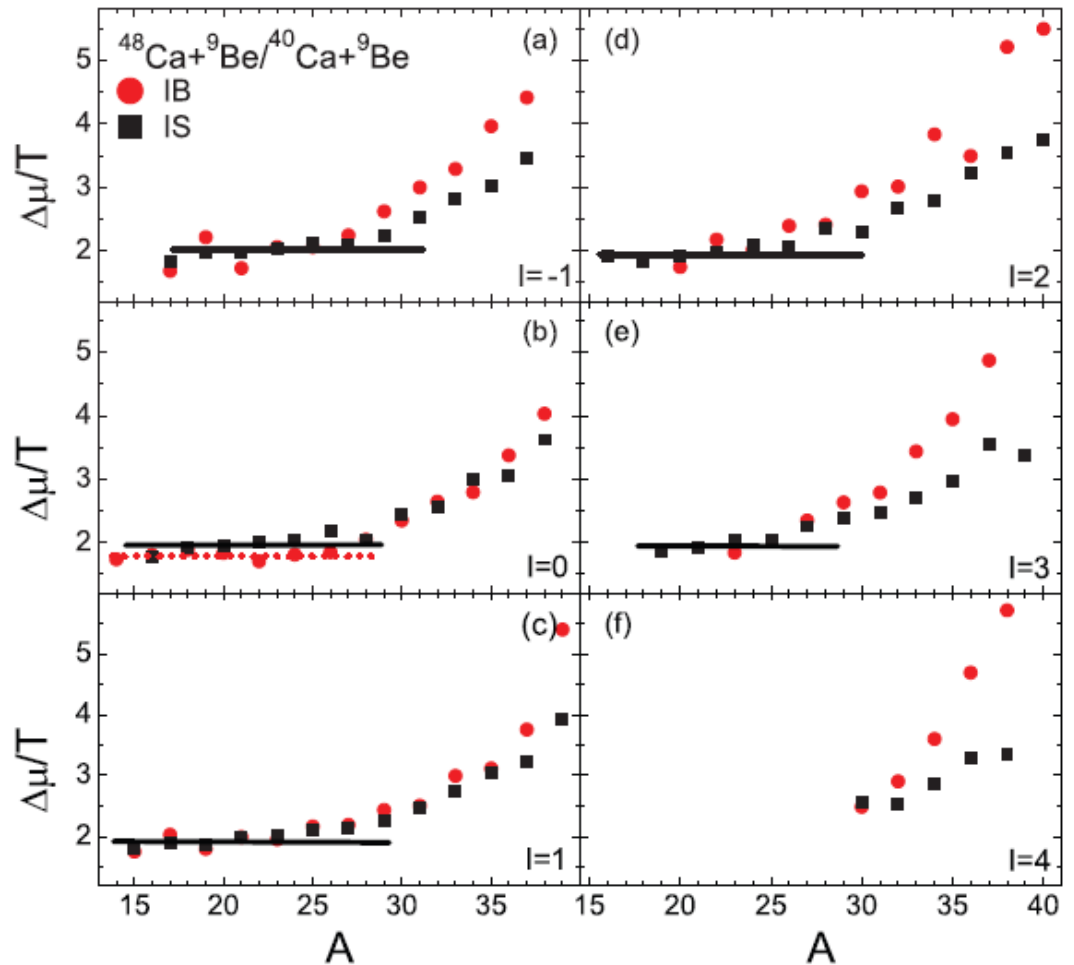 ⁴⁸Ca+⁹Be/⁴⁰Ca+⁹Be
IB
IS
(a)
I=-1
(d)
I=2
(b)
I=0
(e)
I=3
(c)
I=1
(f)
I=4
Δμ/T
5
4
3
2
Δμ/T
5
4
3
2
Δμ/T
5
4
3
2
15 20 25 30 35 15 20 25 30 35 40
A A